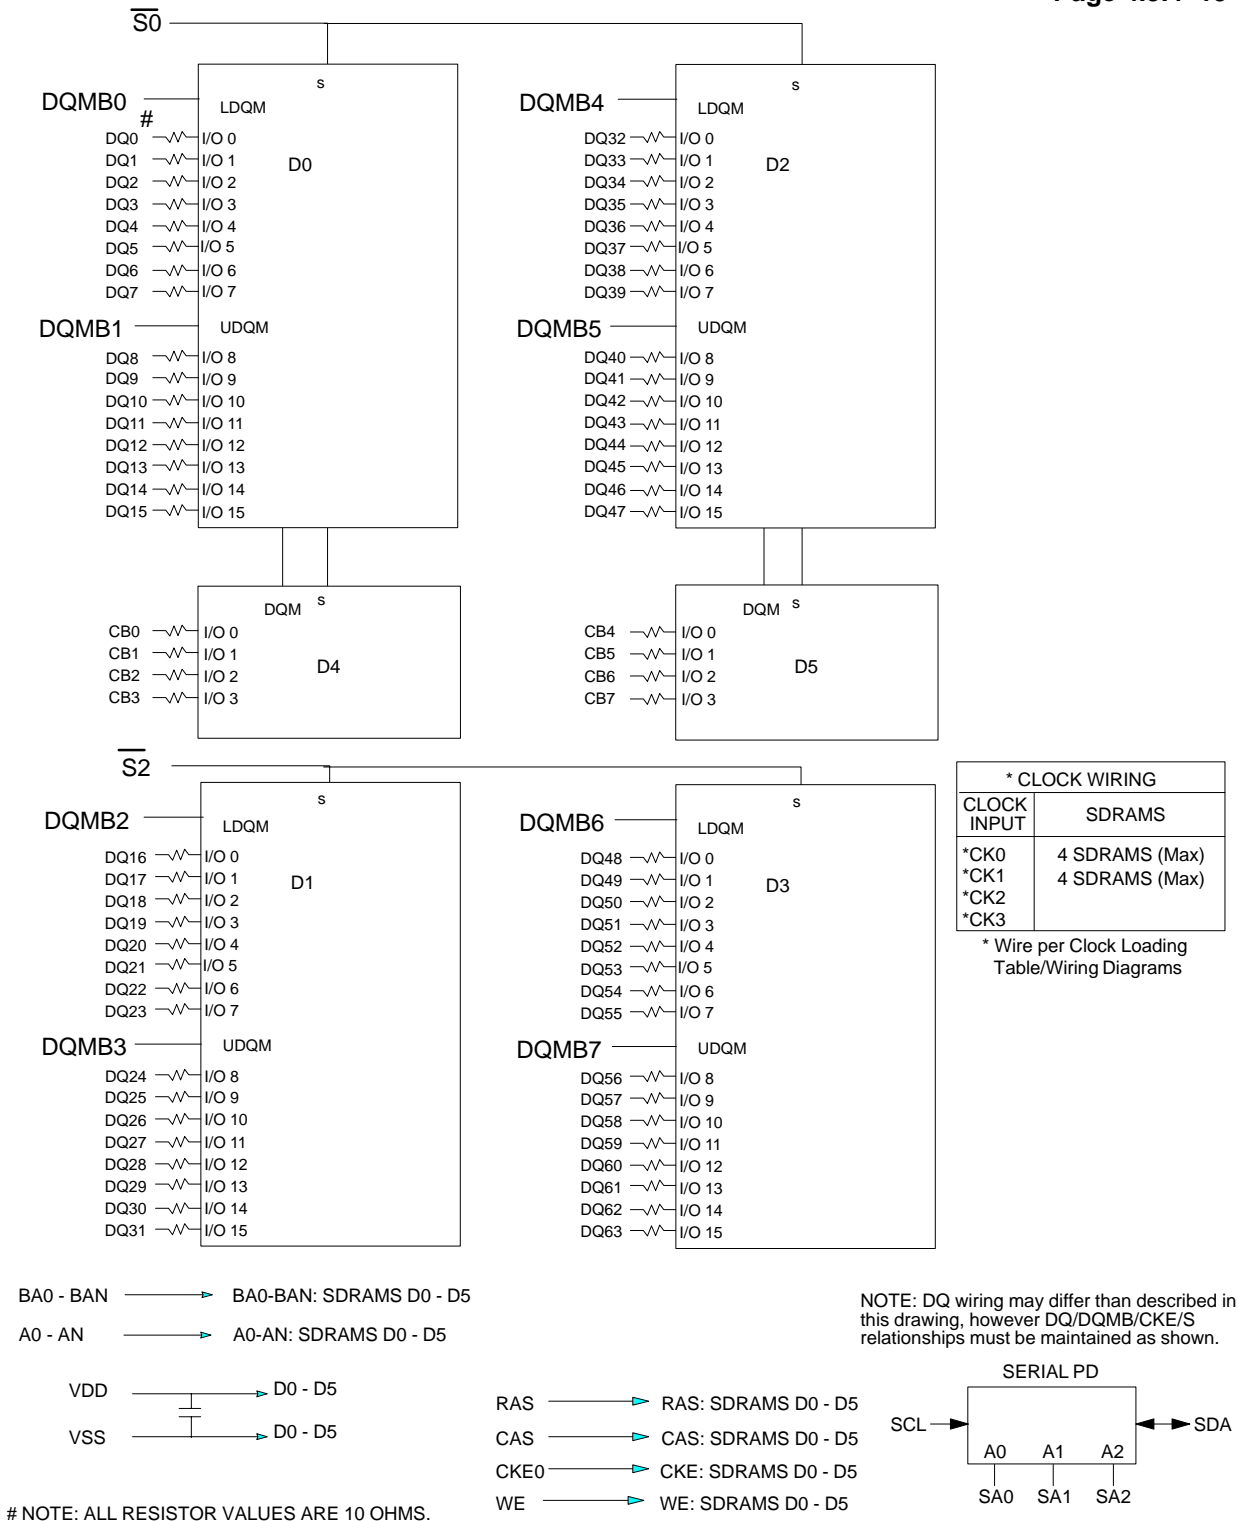 S0
DQMB0
#
DQ0 I/O 0
DQ1 I/O 1
DQ2 I/O 2
DQ3 I/O 3
DQ4 I/O 4
DQ5 I/O 5
DQ6 I/O 6
DQ7 I/O 7
s
LDQM
D0
DQMB1
UDQM
DQ8 I/O 8
DQ9 I/O 9
DQ10 I/O 10
DQ11 I/O 11
DQ12 I/O 12
DQ13 I/O 13
DQ14 I/O 14
DQ15 I/O 15
DQMB4
s
LDQM
DQ32 I/O 0
DQ33 I/O 1
DQ34 I/O 2
DQ35 I/O 3
DQ36 I/O 4
DQ37 I/O 5
DQ38 I/O 6
DQ39 I/O 7
D2
DQMB5
UDQM
DQ40 I/O 8
DQ41 I/O 9
DQ42 I/O 10
DQ43 I/O 11
DQ44 I/O 12
DQ45 I/O 13
DQ46 I/O 14
DQ47 I/O 15
DQM s
CB0 I/O 0
CB1 I/O 1
CB2 I/O 2
CB3 I/O 3
D4
DQM s
CB4 I/O 0
CB5 I/O 1
CB6 I/O 2
CB7 I/O 3
D5
S2
DQMB2
s
LDQM
DQ16 I/O 0
DQ17 I/O 1
DQ18 I/O 2
DQ19 I/O 3
DQ20 I/O 4
DQ21 I/O 5
DQ22 I/O 6
DQ23 I/O 7
D1
DQMB3
UDQM
DQ24 I/O 8
DQ25 I/O 9
DQ26 I/O 10
DQ27 I/O 11
DQ28 I/O 12
DQ29 I/O 13
DQ30 I/O 14
DQ31 I/O 15
DQMB6
s
LDQM
DQ48 I/O 0
DQ49 I/O 1
DQ50 I/O 2
DQ51 I/O 3
DQ52 I/O 4
DQ53 I/O 5
DQ54 I/O 6
DQ55 I/O 7
D3
DQMB7
UDQM
DQ56 I/O 8
DQ57 I/O 9
DQ58 I/O 10
DQ59 I/O 11
DQ60 I/O 12
DQ61 I/O 13
DQ62 I/O 14
DQ63 I/O 15
* CLOCK WIRING
CLOCK INPUT SDRAMS
*CK0 4 SDRAMS (Max)
*CK1 4 SDRAMS (Max)
*CK2
*CK3
* Wire per Clock Loading
Table/Wiring Diagrams
BA0 - BAN BA0-BAN: SDRAMS D0 - D5
A0 - AN A0-AN: SDRAMS D0 - D5
VDD D0 - D5
VSS D0 - D5
# NOTE: ALL RESISTOR VALUES ARE 10 OHMS.
RAS RAS: SDRAMS D0 - D5
CAS CAS: SDRAMS D0 - D5
CKE0 CKE: SDRAMS D0 - D5
WE WE: SDRAMS D0 - D5
NOTE: DQ wiring may differ than described in
this drawing, however DQ/DQMB/CKE/S
relationships must be maintained as shown.
SERIAL PD
SCL SDA
A0 A1 A2
SA0 SA1 SA2